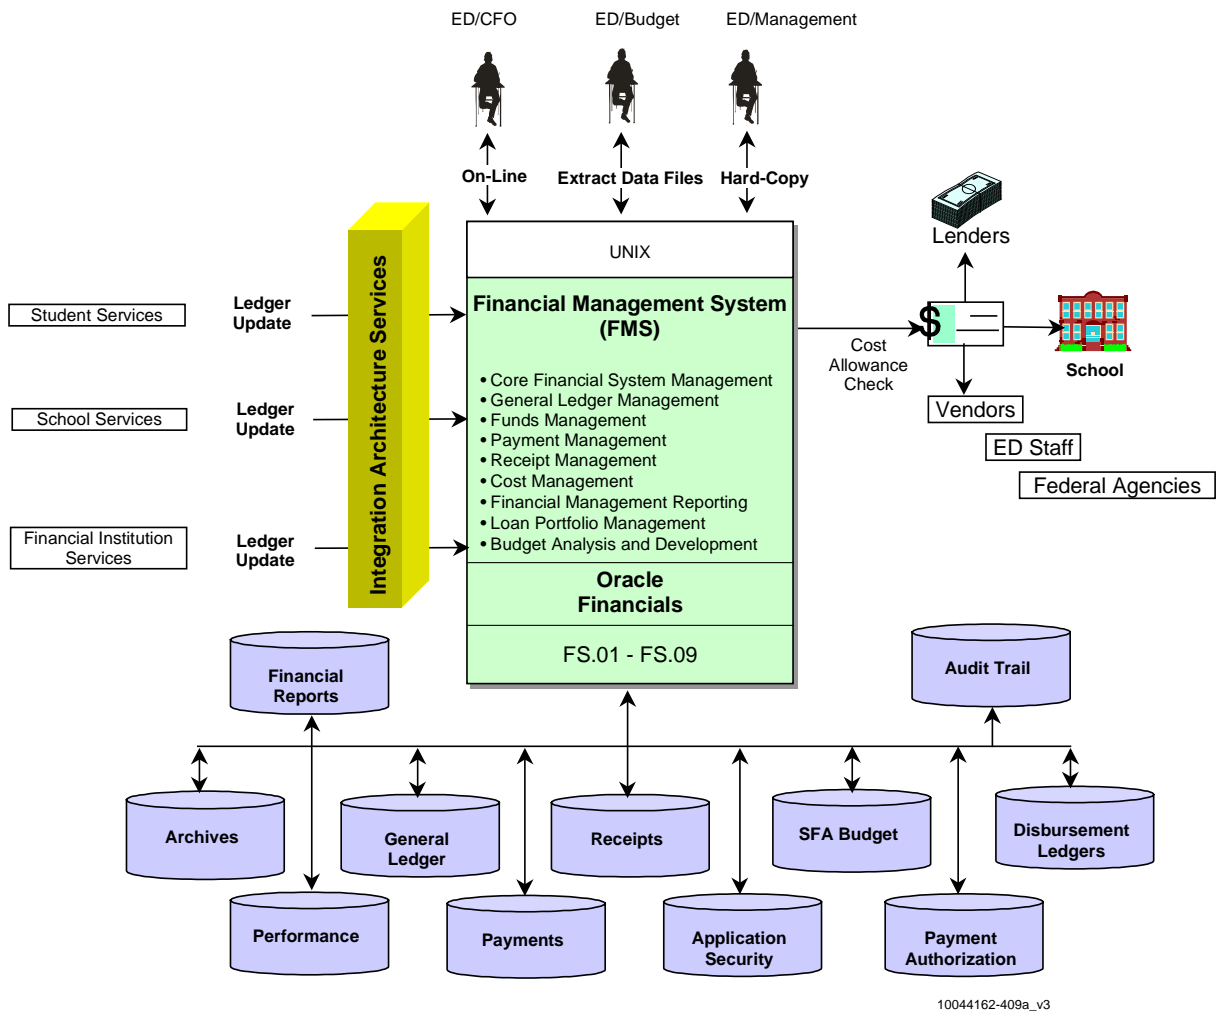 ED/CFO
ED/Budget
ED/Management
On-Line
Extract Data Files
Hard-Copy
UNIX
Financial Management System
(FMS)
• Core Financial System Management
• General Ledger Management
• Funds Management
• Payment Management
• Receipt Management
• Cost Management
• Financial Management Reporting
• Loan Portfolio Management
• Budget Analysis and Development
Oracle
Financials
FS.01 - FS.09
Student Services
Ledger
Update
School Services
Ledger
Update
Financial Institution
Services
Ledger
Update
Integration Architecture Services
Lenders
$
Cost
Allowance
Check
School
Vendors
ED Staff
Federal Agencies
Financial
Reports
Audit Trail
Archives
General
Ledger
Receipts
SFA Budget
Disbursement
Ledgers
Performance
Payments
Application
Security
Payment
Authorization
10044162-409a_v3